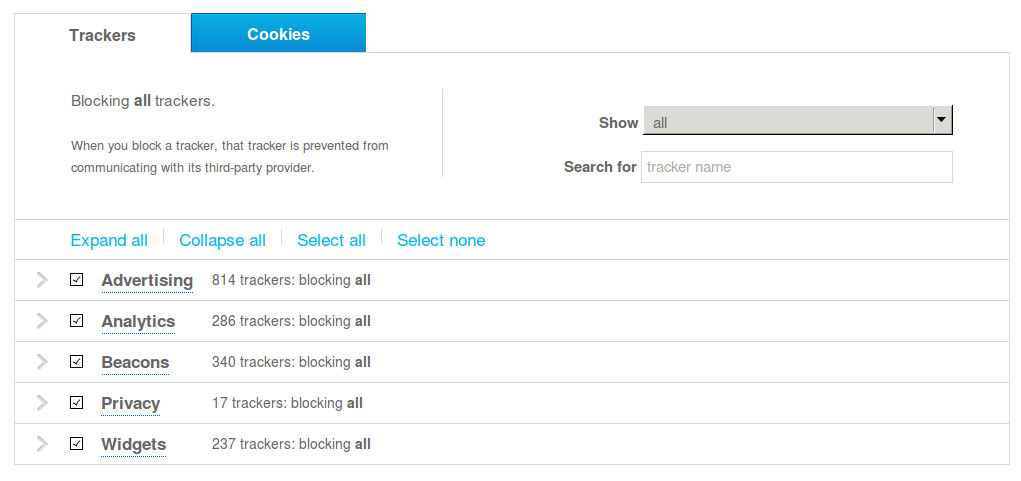 Trackers
Cookies
Blocking all trackers.
When you block a tracker, that tracker is prevented from
communicating with its third-party provider.
Show all
Search for tracker name
Expand all Collapse all Select all Select none
Advertising 814 trackers: blocking all
Analytics 286 trackers: blocking all
Beacons 340 trackers: blocking all
Privacy 17 trackers: blocking all
Widgets 237 trackers: blocking all